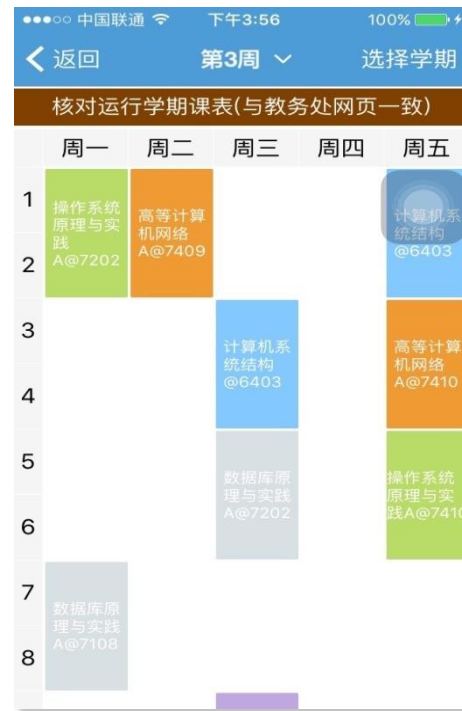 中国联通 下午3:56 100%
返回 第3周 选择学期
核对运行学期课表(与教务处网页一致)
周一 周二 周三 周四 周五
1
2
3
4
5
6
7
8
操作系统
原理与实
践
A@7202
数据库原
理与实践
A@7108
高等计算
机网络
A@7409
计算机系
统结构
@6403
数据库原
理与实践
A@7202
计算机系
统结构
@6403
高等计算
机网络
A@7410
操作系统
原理与实
践A@7410